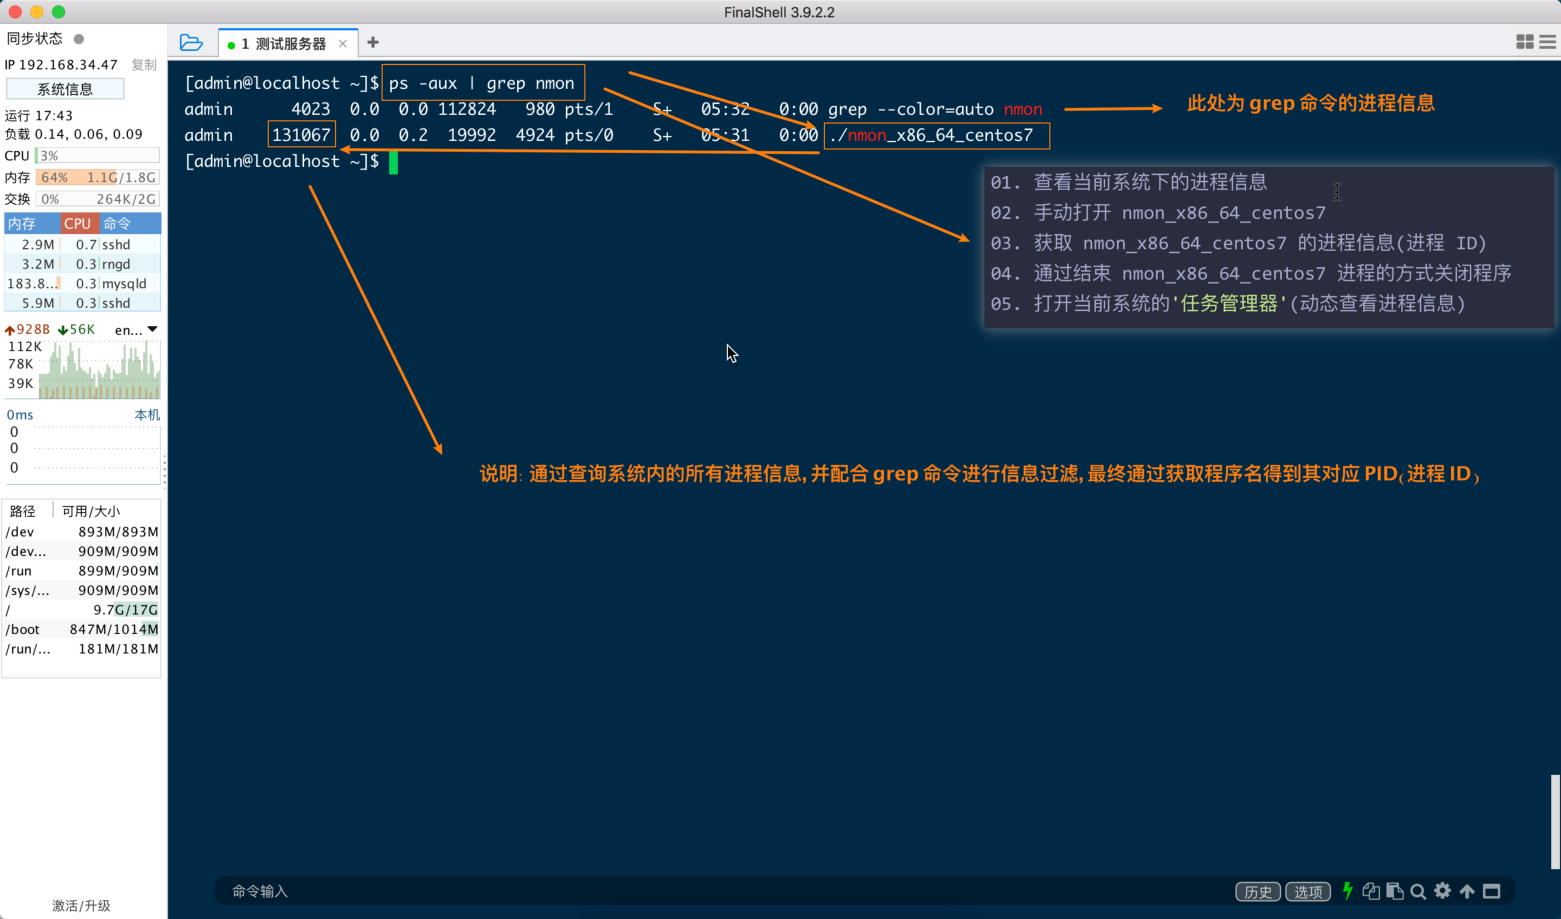 FinalShell 3.9.2.2
同步状态
1 测试服务器
IP 192.168.34.47 复制
系统信息
运行 17:43
负载 0.14, 0.06, 0.09
CPU 3%
内存 64% 1.1G/1.8G
交换 0% 264K/2G
内存 CPU 命令
2.9M 0.7 sshd
3.2M 0.3 rngd
183.8... 0.3 mysqld
5.9M 0.3 sshd
928B 56K en...
112K
78K
39K
0ms 本机
0
0
0
路径 可用/大小
/dev 893M/893M
/dev... 909M/909M
/run 899M/909M
/sys/... 909M/909M
/ 9.7G/17G
/boot 847M/1014M
/run/... 181M/181M
激活/升级
[admin@localhost ~]$ ps -aux | grep nmon
admin 4023 0.0 0.0 112824 980 pts/1 S+ 05:32 0:00 grep --color=auto nmon
admin 131067 0.0 0.2 19992 4924 pts/0 S+ 05:31 0:00 ./nmon_x86_64_centos7
[admin@localhost ~]$
此处为 grep 命令的进程信息
01. 查看当前系统下的进程信息
02. 手动打开 nmon_x86_64_centos7
03. 获取 nmon_x86_64_centos7 的进程信息(进程 ID)
04. 通过结束 nmon_x86_64_centos7 进程的方式关闭程序
05. 打开当前系统的'任务管理器'(动态查看进程信息)
说明: 通过查询系统内的所有进程信息, 并配合 grep 命令进行信息过滤, 最终通过获取程序名得到其对应 PID(进程 ID)
命令输入
历史 选项